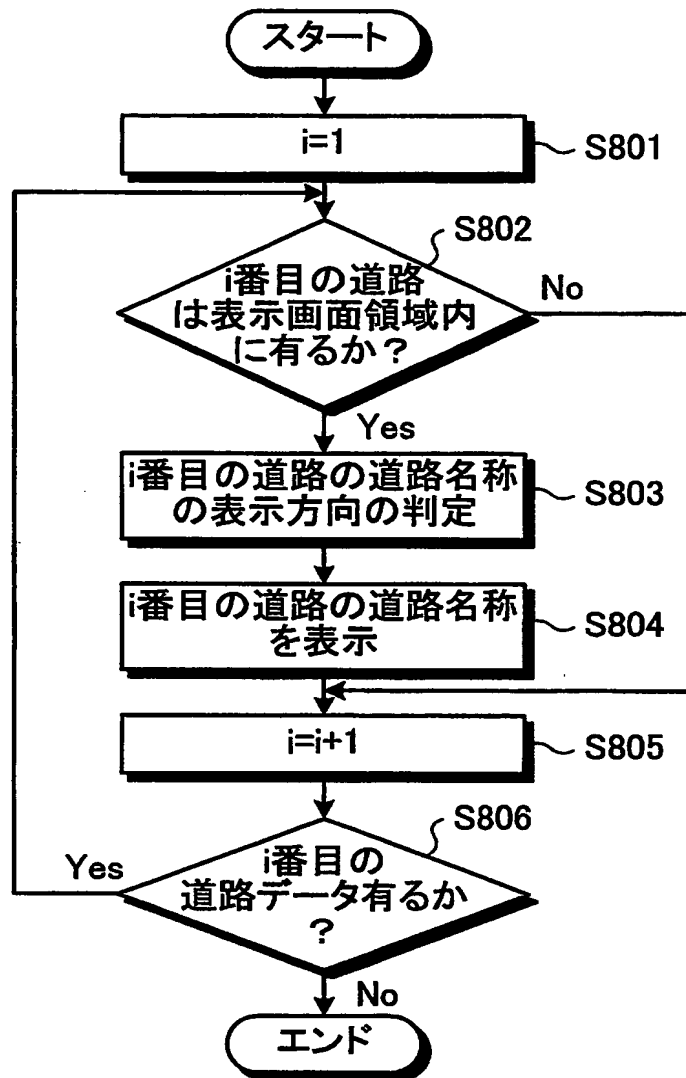 スタート
i=1
S801
S802
i番目の道路
は表示画面領域内
に有るか？
No
Yes
i番目の道路の道路名称
の表示方向の判定
S803
i番目の道路の道路名称
を表示
S804
i=i+1
S805
S806
Yes
i番目の
道路データ有るか
？
No
エンド